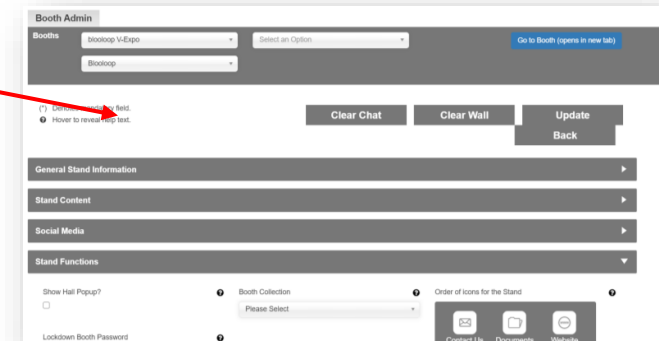 Booth Admin
Booths
blooloop V-Expo
Select an Option
Go to Booth (opens in new tab)
Blooloop
(*) Denotes mandatory field.
Hover to reveal help text.
Clear Chat
Clear Wall
Update
Back
General Stand Information
Stand Content
Social Media
Stand Functions
Show Hall Popup?
Booth Collection
Order of icons for the Stand
Please Select
Contact Us
Documents
Website
Lockdown Booth Password